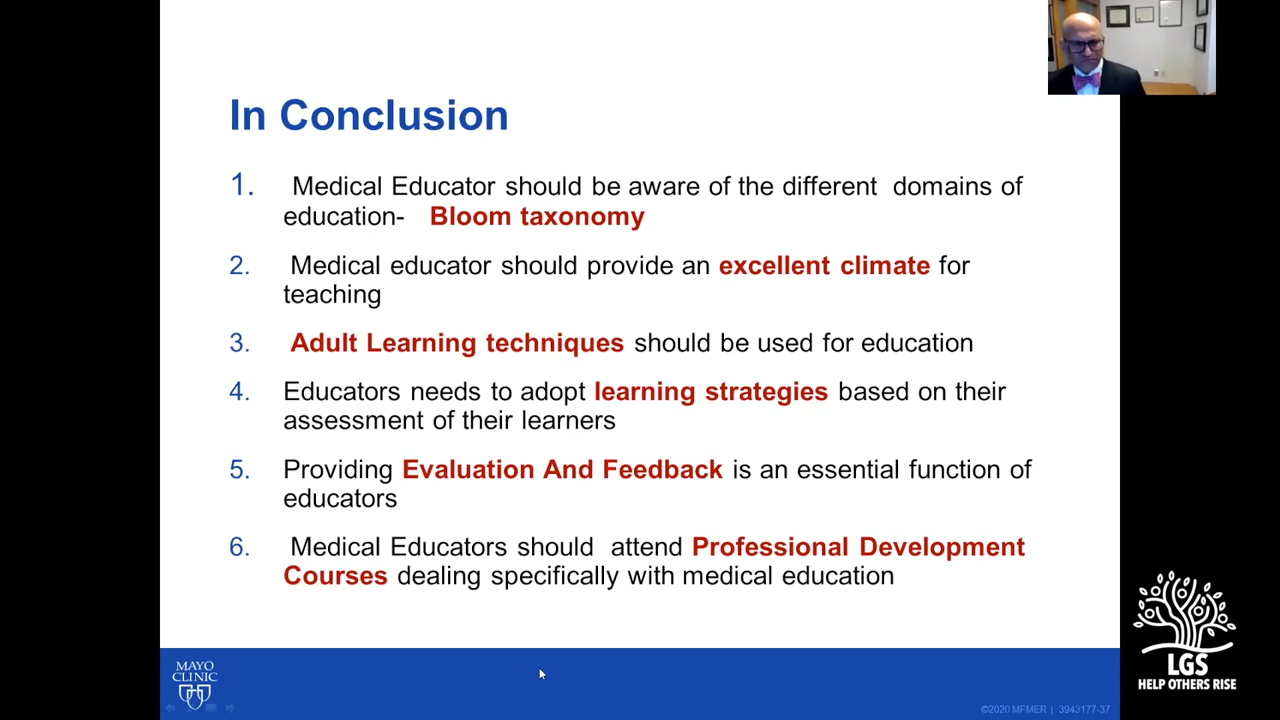 In Conclusion
1. Medical Educator should be aware of the different domains of
education- Bloom taxonomy
2. Medical educator should provide an excellent climate for
teaching
3. Adult Learning techniques should be used for education
4. Educators needs to adopt learning strategies based on their
assessment of their learners
5. Providing Evaluation And Feedback is an essential function of
educators
6. Medical Educators should attend Professional Development
Courses dealing specifically with medical education
MAYO
CLINIC
©2020 MFMER | 3943177-37
LGS
HELP OTHERS RISE